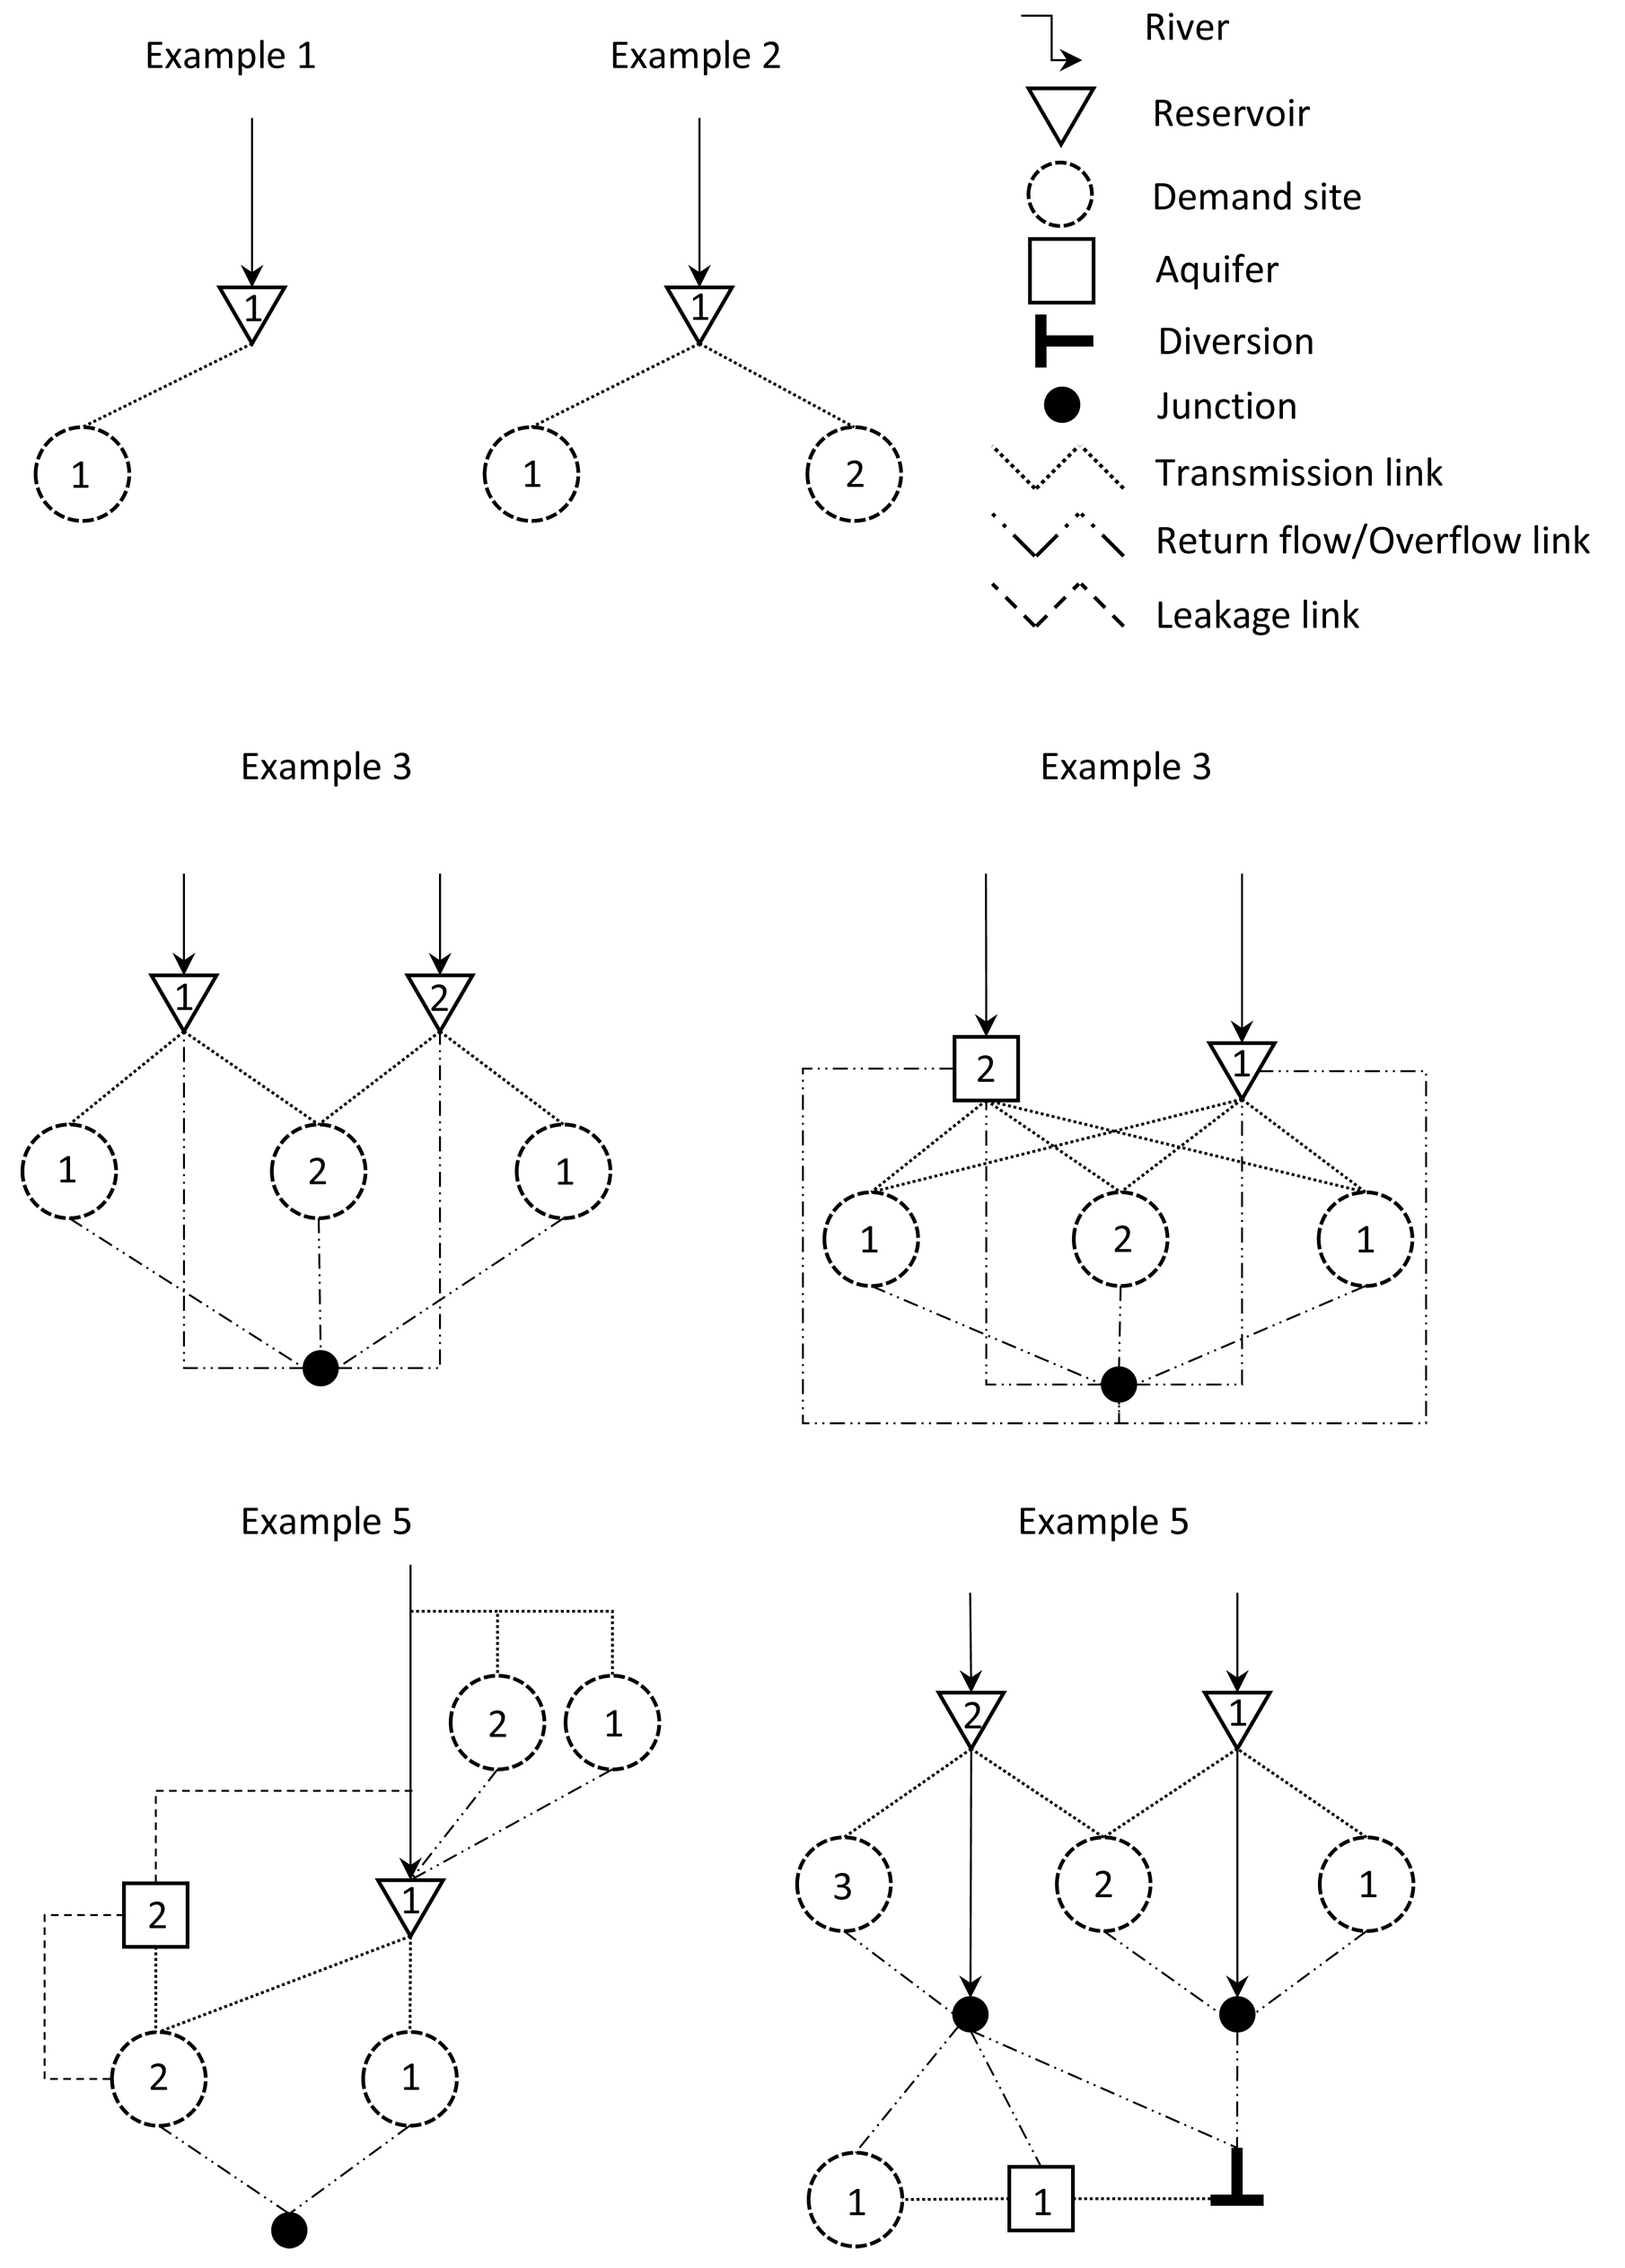 Example 1
Example 2
1
1
1
1
2
River
Reservoir
Demand site
Aquifer
Diversion
Junction
Transmission link
Return flow/Overflow link
Leakage link
Example 3
1
2
1
2
1
Example 3
2
1
1
2
1
Example 5
2
1
2
1
2
1
Example 5
2
1
3
2
1
1
1